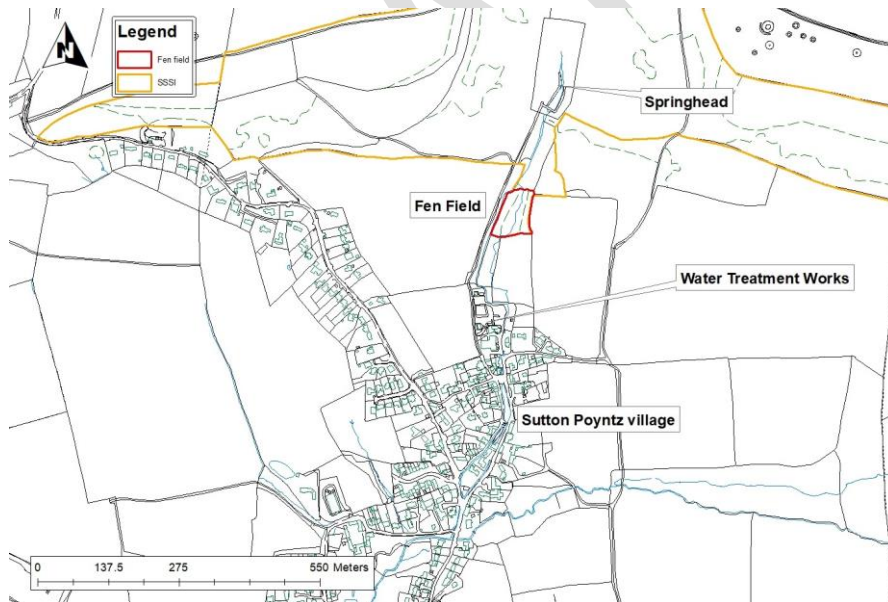 N
Legend
Fen field
SSSI
Springhead
Fen Field
Water Treatment Works
Sutton Poyntz village
0 137.5 275 550 Meters